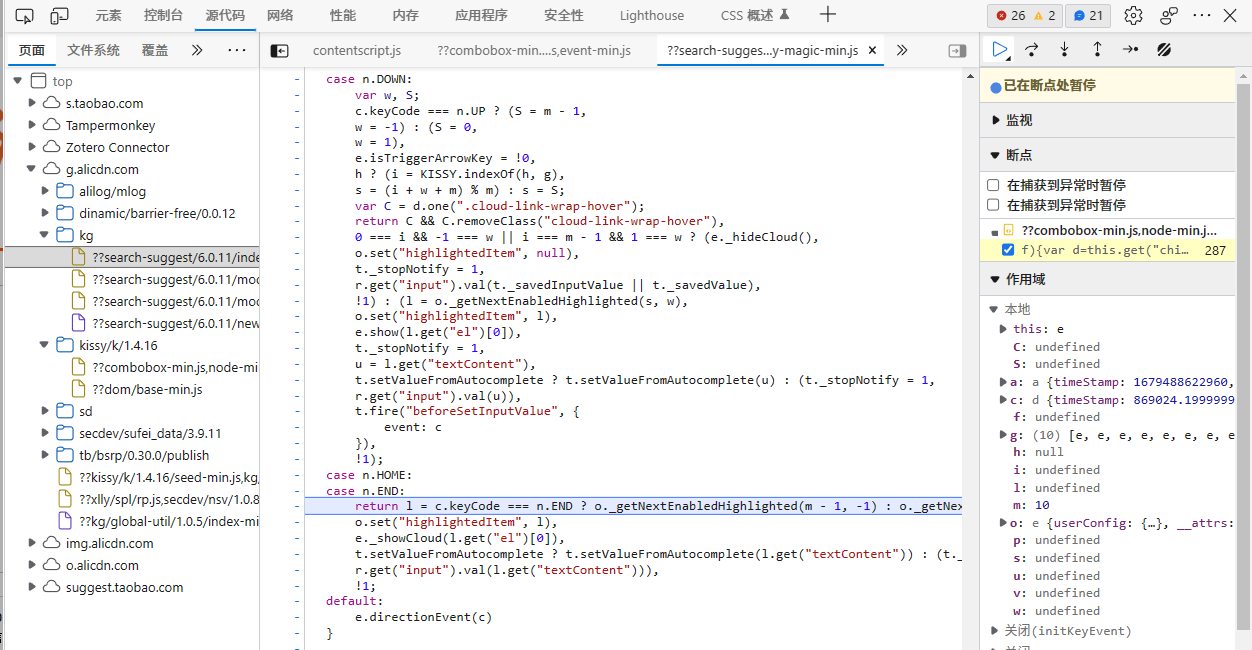 元素 控制台 源代码 网络 性能 内存 应用程序 安全性 Lighthouse CSS 概述 26 2 21
页面 文件系统 覆盖 contentscript.js ??combobox-min....s,event-min.js ??search-sugges...y-magic-min.js
top
s.taobao.com
Tampermonkey
Zotero Connector
g.alicdn.com
alilog/mlog
dinamic/barrier-free/0.0.12
kg
??search-suggest/6.0.11/inde
??search-suggest/6.0.11/moc
??search-suggest/6.0.11/moc
??search-suggest/6.0.11/new
kissy/k/1.4.16
??combobox-min.js,node-mi
??dom/base-min.js
sd
secdev/sufei_data/3.9.11
tb/bsrp/0.30.0/publish
??kissy/k/1.4.16/seed-min.js,kg,
??xlly/spl/rp.js,secdev/nsv/1.0.8
??kg/global-util/1.0.5/index-mi
img.alicdn.com
o.alicdn.com
suggest.taobao.com
case n.DOWN:
var w, S;
c.keyCode === n.UP ? (S = m - 1,
w = -1) : (S = 0,
w = 1),
e.isTriggerArrowKey = !0,
h ? (i = KISSY.indexOf(h, g),
s = (i + w + m) % m) : s = S;
var C = d.one(".cloud-link-wrap-hover");
return C && C.removeClass("cloud-link-wrap-hover"),
0 === i && -1 === w || i === m - 1 && 1 === w ? (e._hideCloud(),
o.set("highlightedItem", null),
t._stopNotify = 1,
r.get("input").val(t._savedInputValue || t._savedValue),
!1) : (l = o._getNextEnabledHighlighted(s, w),
o.set("highlightedItem", l),
e.show(l.get("el")[0]),
t._stopNotify = 1,
u = l.get("textContent"),
t.setValueFromAutocomplete ? t.setValueFromAutocomplete(u) : (t._stopNotify = 1,
r.get("input").val(u)),
t.fire("beforeSetInputValue", {
event: c
}),
!1);
case n.HOME:
case n.END:
return l = c.keyCode === n.END ? o._getNextEnabledHighlighted(m - 1, -1) : o._getNex
o.set("highlightedItem", l),
e._showCloud(l.get("el")[0]),
t.setValueFromAutocomplete ? t.setValueFromAutocomplete(l.get("textContent")) : (t._
r.get("input").val(l.get("textContent"))),
!1;
default:
e.directionEvent(c)
}
已在断点处暂停
监视
断点
在捕获到异常时暂停
在捕获到异常时暂停
??combobox-min.js,node-min.j...
f){var d=this.get("chi... 287
作用域
本地
this: e
C: undefined
S: undefined
a: a {timeStamp: 1679488622960,
c: d {timeStamp: 869024.1999999
f: undefined
g: (10) [e, e, e, e, e, e, e, e
h: null
i: undefined
l: undefined
m: 10
o: e {userConfig: {…}, __attrs:
p: undefined
s: undefined
u: undefined
v: undefined
w: undefined
关闭(initKeyEvent)